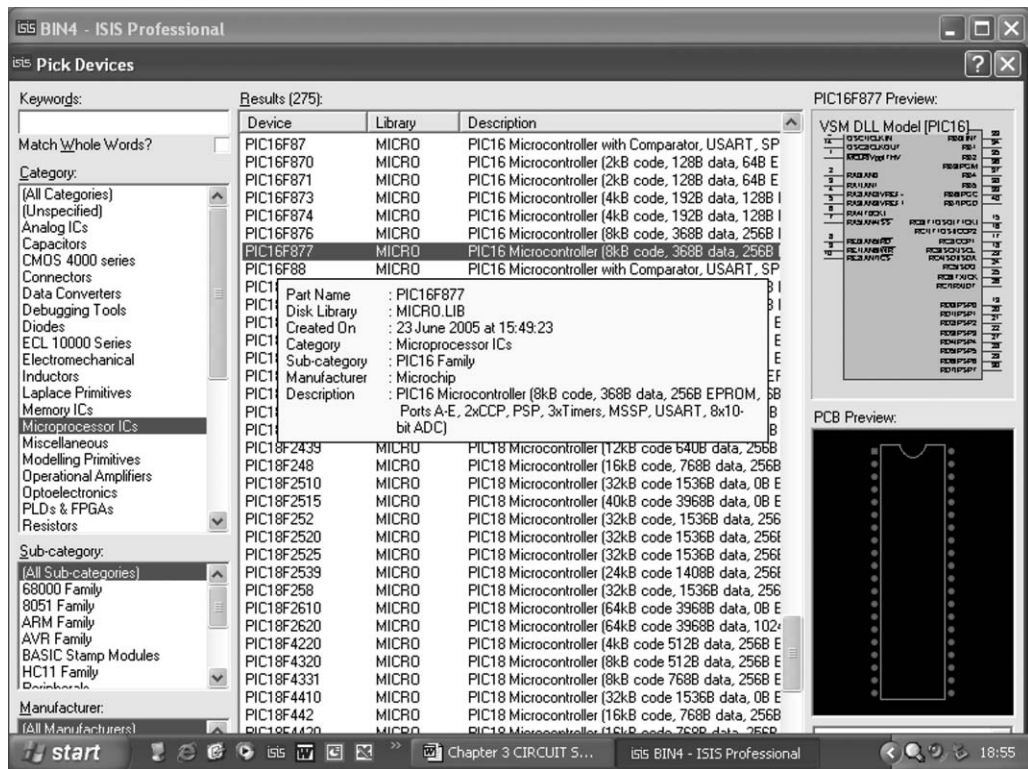 isis BIN4 - ISIS Professional
isis Pick Devices
Keywords:
Match Whole Words?
Category:
(All Categories)
(Unspecified)
Analog ICs
Capacitors
CMOS 4000 series
Connectors
Data Converters
Debugging Tools
Diodes
ECL 10000 Series
Electromechanical
Inductors
Laplace Primitives
Memory ICs
Microprocessor ICs
Miscellaneous
Modelling Primitives
Operational Amplifiers
Optoelectronics
PLDs & FPGAs
Resistors
Sub-category:
(All Sub-categories)
68000 Family
8051 Family
ARM Family
AVR Family
BASIC Stamp Modules
HC11 Family
Peripherals
Manufacturer:
(All Manufacturers)
Results (275):
Device Library Description
PIC16F87 MICRO PIC16 Microcontroller with Comparator, USART, SP
PIC16F870 MICRO PIC16 Microcontroller (2kB code, 128B data, 64B E
PIC16F871 MICRO PIC16 Microcontroller (2kB code, 128B data, 64B E
PIC16F873 MICRO PIC16 Microcontroller (4kB code, 192B data, 128B I
PIC16F874 MICRO PIC16 Microcontroller (4kB code, 192B data, 128B I
PIC16F876 MICRO PIC16 Microcontroller (8kB code, 368B data, 256B I
PIC16F877 MICRO PIC16 Microcontroller (8kB code, 368B data, 256B I
PIC16F88 MICRO PIC16 Microcontroller with Comparator, USART, SP
Part Name : PIC16F877
Disk Library : MICRO.LIB
Created On : 23 June 2005 at 15:49:23
Category : Microprocessor ICs
Sub-category : PIC16 Family
Manufacturer : Microchip
Description : PIC16 Microcontroller (8kB code, 368B data, 256B EPROM,
Ports A-E, 2xCCP, PSP, 3xTimers, MSSP, USART, 8x10-
bit ADC)
PIC18F2439 MICRO PIC18 Microcontroller (12kB code 640B data, 256B
PIC18F248 MICRO PIC18 Microcontroller (16kB code, 768B data, 256B
PIC18F2510 MICRO PIC18 Microcontroller (32kB code 1536B data, 0B E
PIC18F2515 MICRO PIC18 Microcontroller (40kB code 3968B data, 0B E
PIC18F252 MICRO PIC18 Microcontroller (32kB code, 1536B data, 256
PIC18F2520 MICRO PIC18 Microcontroller (32kB code 1536B data, 256
PIC18F2525 MICRO PIC18 Microcontroller (32kB code 1536B data, 256B
PIC18F2539 MICRO PIC18 Microcontroller (24kB code 1408B data, 256B
PIC18F258 MICRO PIC18 Microcontroller (32kB code, 1536B data, 256
PIC18F2610 MICRO PIC18 Microcontroller (64kB code 3968B data, 0B E
PIC18F2620 MICRO PIC18 Microcontroller (64kB code 3968B data, 102
PIC18F4220 MICRO PIC18 Microcontroller (4kB code 512B data, 256B E
PIC18F4320 MICRO PIC18 Microcontroller (8kB code 512B data, 256B E
PIC18F4331 MICRO PIC18 Microcontroller (8kB code 768B data, 256B E
PIC18F4410 MICRO PIC18 Microcontroller (32kB code 1536B data, 0B E
PIC18F442 MICRO PIC18 Microcontroller (16kB code, 768B data, 256B
PIC18F4420 MICRO PIC18 Microcontroller (16kB code 768B data, 256B
PIC16F877 Preview:
VSM DLL Model [PIC16]
PCB Preview:
start
isis
Chapter 3 CIRCUIT S...
isis BIN4 - ISIS Professional
18:55